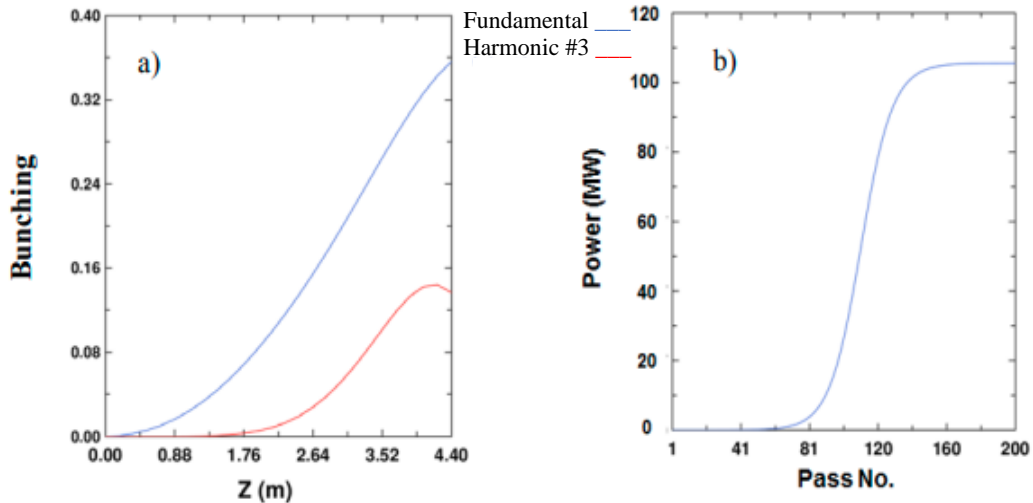 a)
Bunching
0.40
0.32
0.24
0.16
0.08
0.00
0.00 0.88 1.76 2.64 3.52 4.40
Z (m)
Fundamental
Harmonic #3
b)
Power (MW)
120
100
80
60
40
20
0
1 41 81 120 160 200
Pass No.